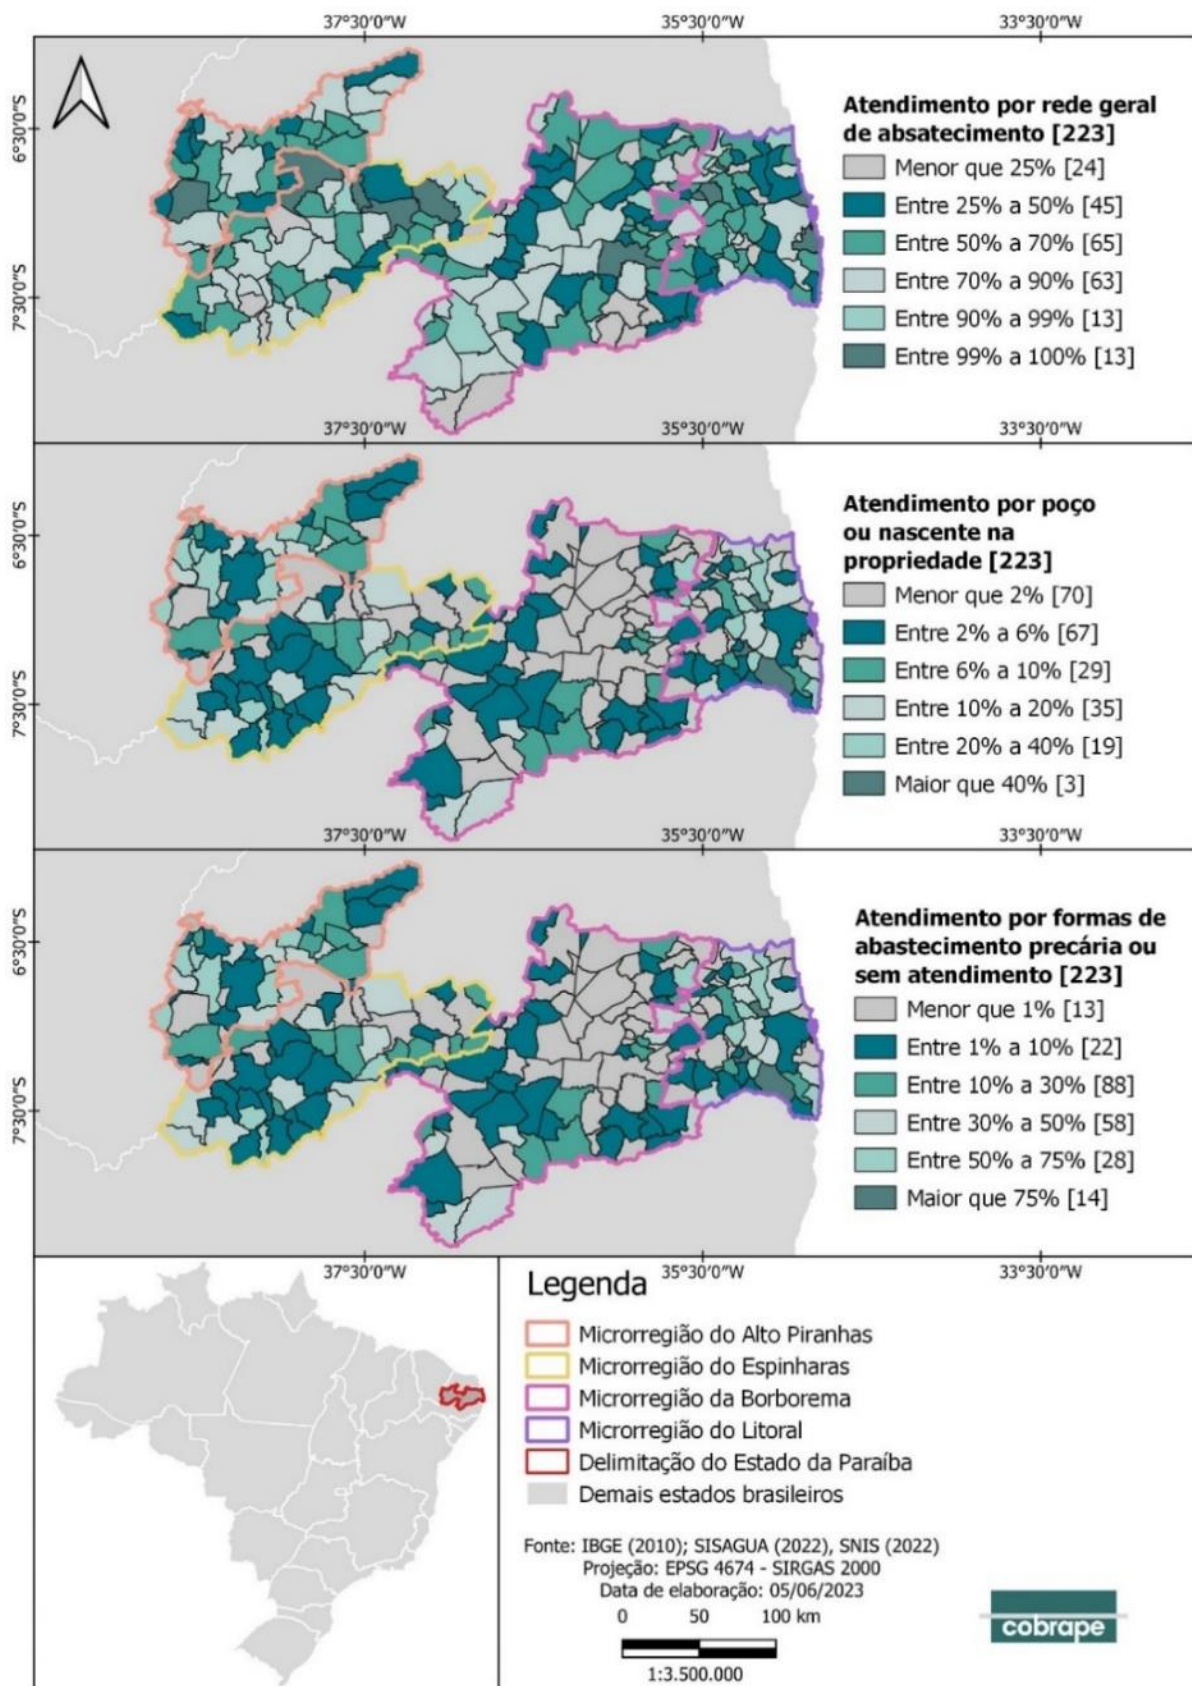 37°30'0"W 35°30'0"W 33°30'0"W
6°30'0"S
7°30'0"S
Atendimento por rede geral
de absatecimento [223]
Menor que 25% [24]
Entre 25% a 50% [45]
Entre 50% a 70% [65]
Entre 70% a 90% [63]
Entre 90% a 99% [13]
Entre 99% a 100% [13]
37°30'0"W 35°30'0"W 33°30'0"W
6°30'0"S
7°30'0"S
Atendimento por poço
ou nascente na
propriedade [223]
Menor que 2% [70]
Entre 2% a 6% [67]
Entre 6% a 10% [29]
Entre 10% a 20% [35]
Entre 20% a 40% [19]
Maior que 40% [3]
37°30'0"W 35°30'0"W 33°30'0"W
6°30'0"S
7°30'0"S
Atendimento por formas de
abastecimento precária ou
sem atendimento [223]
Menor que 1% [13]
Entre 1% a 10% [22]
Entre 10% a 30% [88]
Entre 30% a 50% [58]
Entre 50% a 75% [28]
Maior que 75% [14]
37°30'0"W 35°30'0"W 33°30'0"W
Legenda
Microrregião do Alto Piranhas
Microrregião do Espinharas
Microrregião da Borborema
Microrregião do Litoral
Delimitação do Estado da Paraíba
Demais estados brasileiros
Fonte: IBGE (2010); SISAGUA (2022), SNIS (2022)
Projeção: EPSG 4674 - SIRGAS 2000
Data de elaboração: 05/06/2023
0 50 100 km
1:3.500.000
cobrape